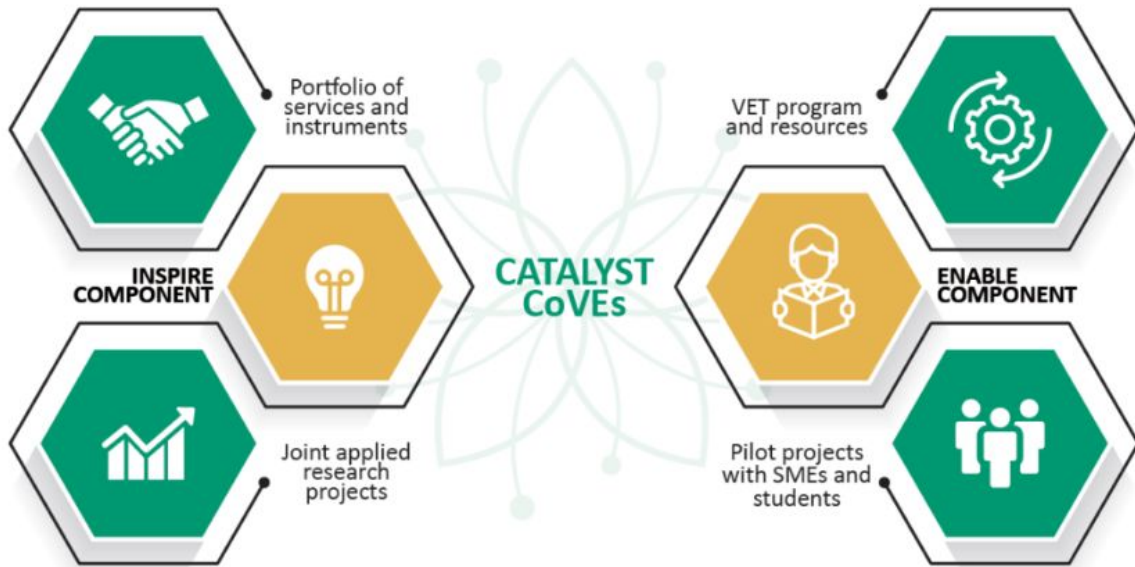 Portfolio of
services and
instruments
INSPIRE
COMPONENT
Joint applied
research
projects
CATALYST
CoVEs
VET program
and resources
ENABLE
COMPONENT
Pilot projects
with SMEs and
students